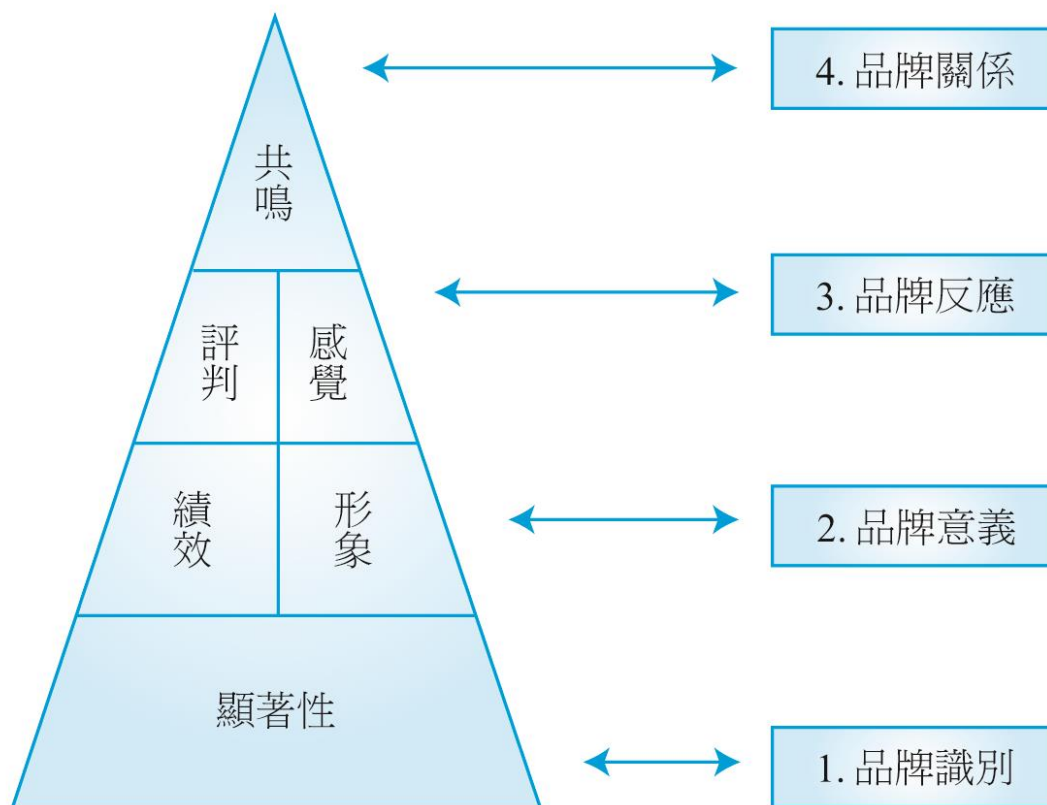 共鳴
4. 品牌關係
評判
感覺
3. 品牌反應
績效
形象
2. 品牌意義
顯著性
1. 品牌識別